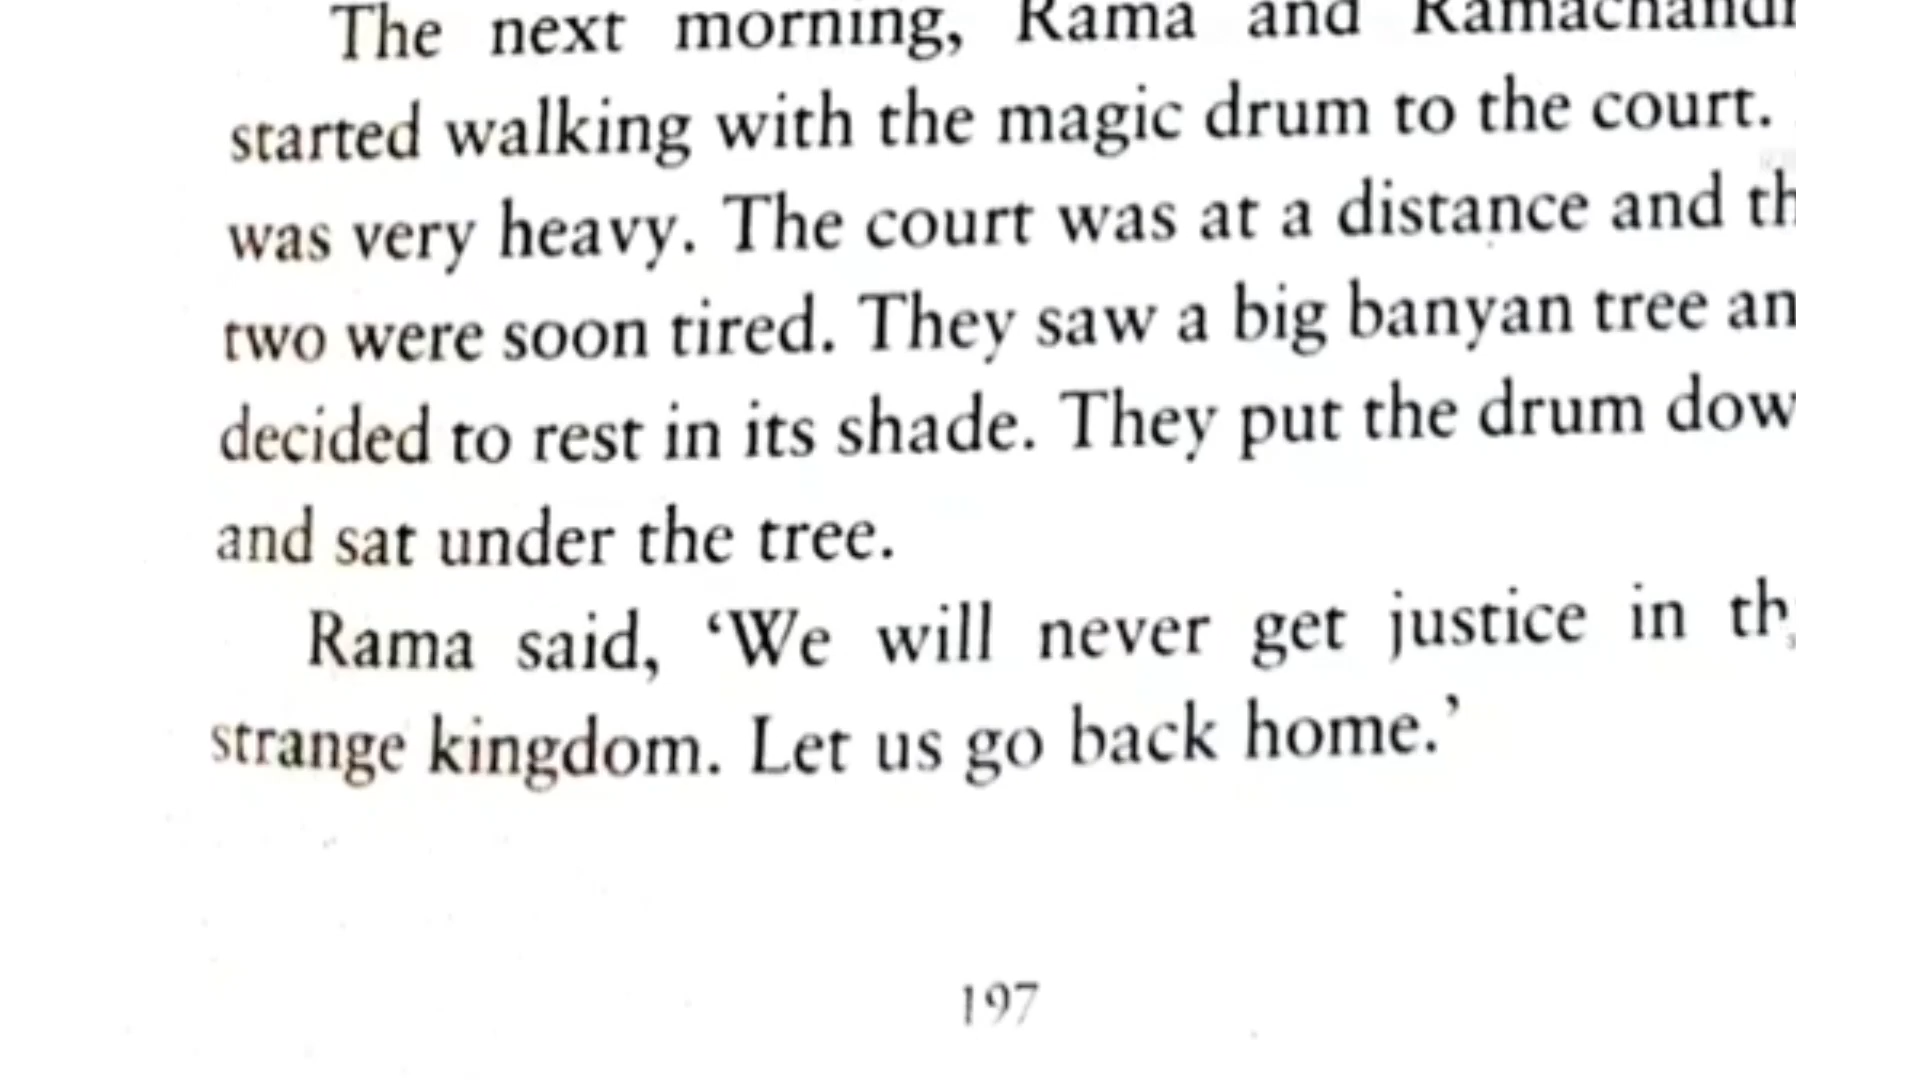 The next morning, Rama and
started walking with the magic drum to the court.
was very heavy. The court was at a distance and
two were soon tired. They saw a big banyan tree
decided to rest in its shade. They put the drum
and sat under the tree.
Rama said, ‘We will never get justice in
strange kingdom. Let us go back home.’
197